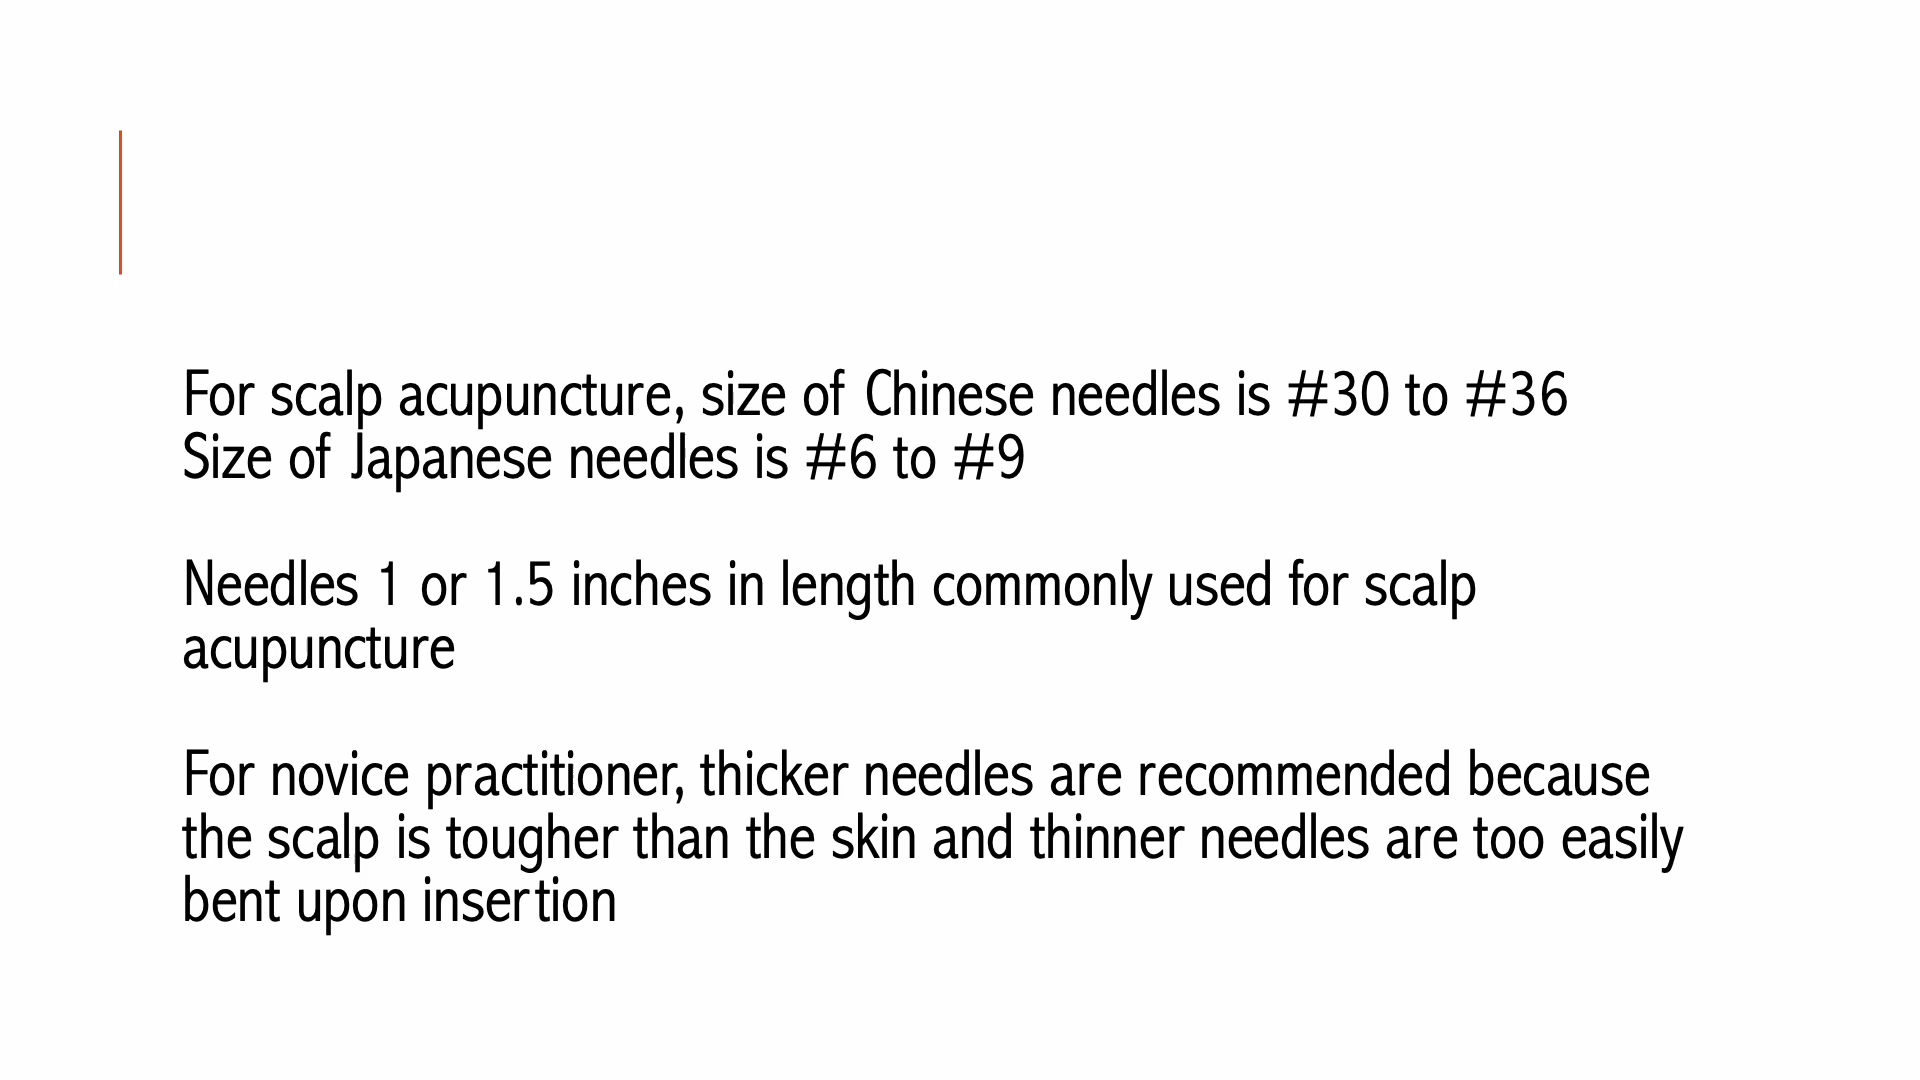 For scalp acupuncture, size of Chinese needles is #30 to #36
Size of Japanese needles is #6 to #9
Needles 1 or 1.5 inches in length commonly used for scalp
acupuncture
For novice practitioner, thicker needles are recommended because
the scalp is tougher than the skin and thinner needles are too easily
bent upon insertion